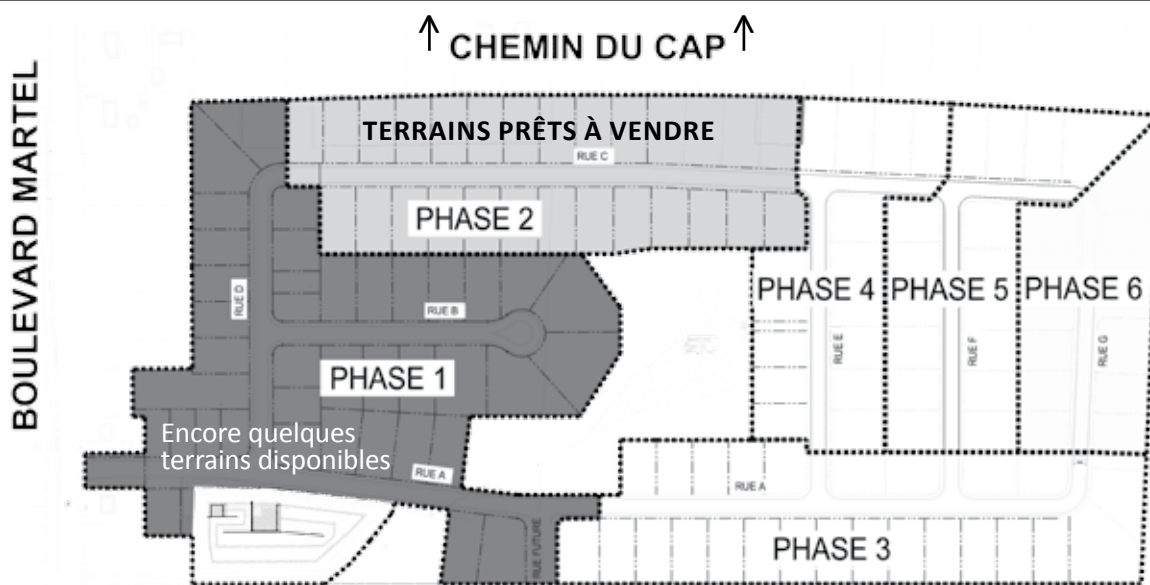 CHEMIN DU CAP
BOULEVARD MARTEL
TERRAINS PRÊTS À VENDRE
RUE C
PHASE 2
PHASE 4
PHASE 5
PHASE 6
RUE D
RUE B
RUE E
RUE F
RUE G
PHASE 1
Encore quelques
terrains disponibles
RUE A
RUE A
RUE FUTURE
PHASE 3